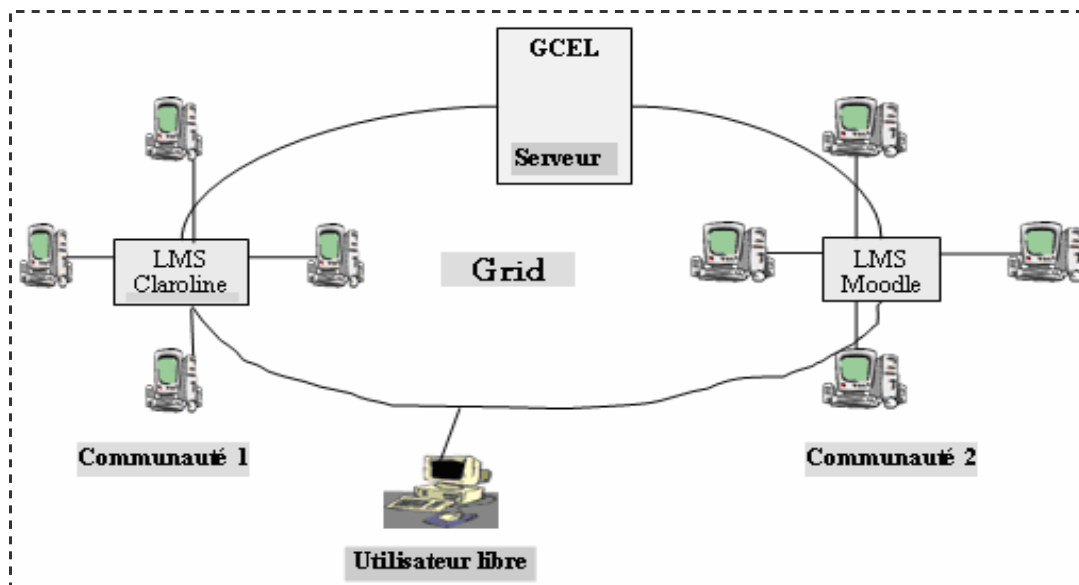 GCEL
Serveur
LMS
Claroline
Grid
LMS
Moodle
Communauté 1
Communauté 2
Utilisateur libre